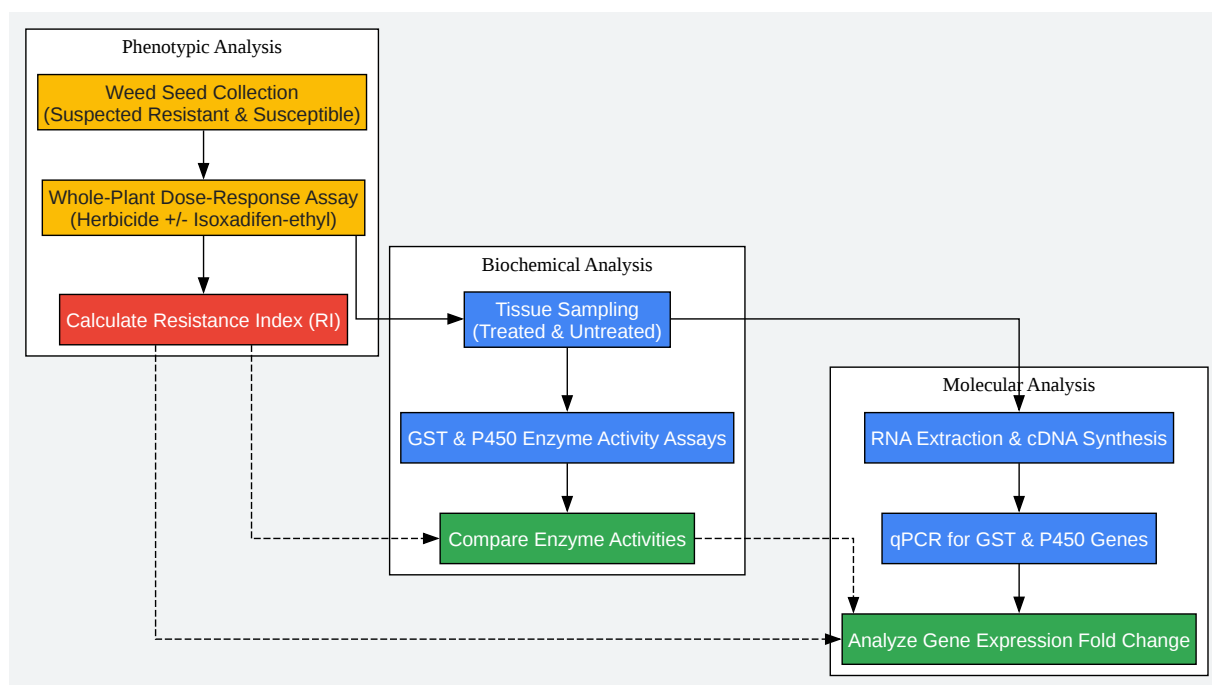 Phenotypic Analysis
Weed Seed Collection
(Suspected Resistant & Susceptible)
Whole-Plant Dose-Response Assay
(Herbicide +/- Isoxadifen-ethyl)
Calculate Resistance Index (RI)
Biochemical Analysis
Tissue Sampling
(Treated & Untreated)
GST & P450 Enzyme Activity Assays
Compare Enzyme Activities
Molecular Analysis
RNA Extraction & cDNA Synthesis
qPCR for GST & P450 Genes
Analyze Gene Expression Fold Change